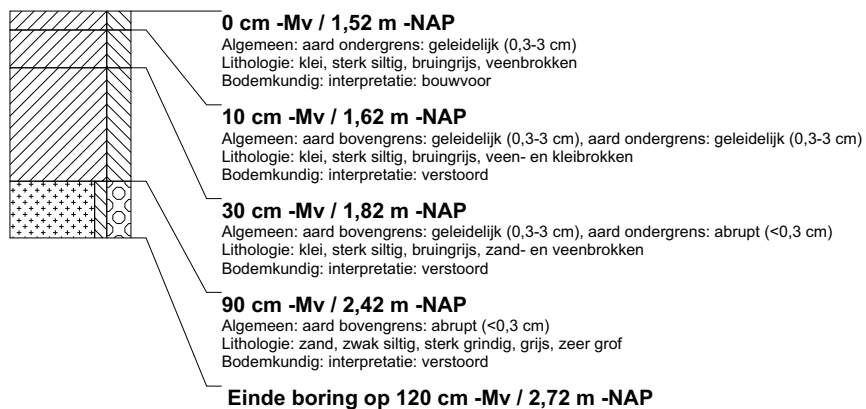 0 cm -Mv / 1,52 m -NAP
Algemeen: aard ondergrens: geleidelijk (0,3-3 cm)
Lithologie: klei, sterk siltig, bruingrijs, veenbrokken
Bodemkundig: interpretatie: bouwvoor
10 cm -Mv / 1,62 m -NAP
Algemeen: aard bovengrens: geleidelijk (0,3-3 cm), aard ondergrens: geleidelijk (0,3-3 cm)
Lithologie: klei, sterk siltig, bruingrijs, veen- en kleibrokken
Bodemkundig: interpretatie: verstoord
30 cm -Mv / 1,82 m -NAP
Algemeen: aard bovengrens: geleidelijk (0,3-3 cm), aard ondergrens: abrupt (<0,3 cm)
Lithologie: klei, sterk siltig, bruingrijs, zand- en veenbrokken
Bodemkundig: interpretatie: verstoord
90 cm -Mv / 2,42 m -NAP
Algemeen: aard bovengrens: abrupt (<0,3 cm)
Lithologie: zand, zwak siltig, sterk grindig, grijs, zeer grof
Bodemkundig: interpretatie: verstoord
Einde boring op 120 cm -Mv / 2,72 m -NAP